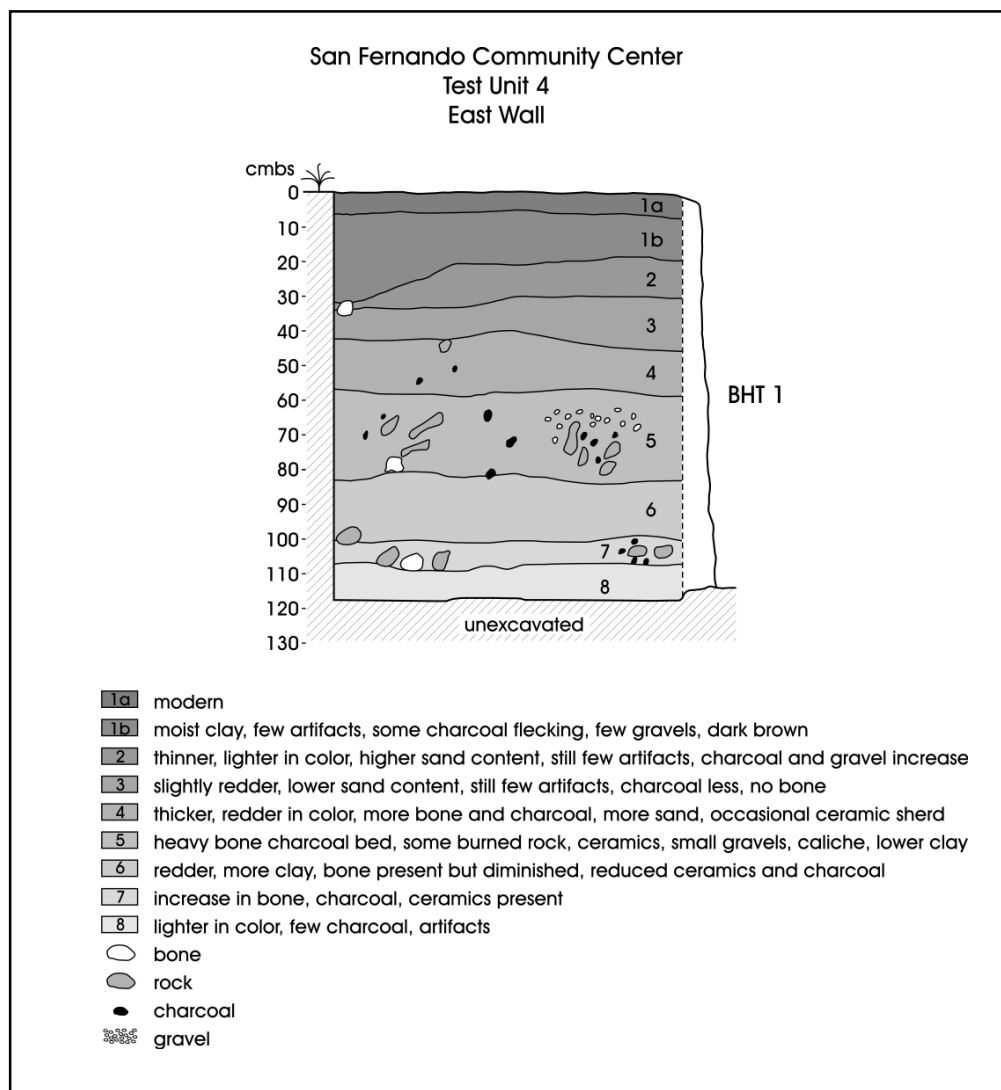 San Fernando Community Center
Test Unit 4
East Wall
cmbs
0
10
20
30
40
50
60
70
80
90
100
110
120
130
1a
1b
2
3
4
5
6
7
8
BHT 1
unexcavated
1a modern
1b moist clay, few artifacts, some charcoal flecking, few gravels, dark brown
2 thinner, lighter in color, higher sand content, still few artifacts, charcoal and gravel increase
3 slightly redder, lower sand content, still few artifacts, charcoal less, no bone
4 thicker, redder in color, more bone and charcoal, more sand, occasional ceramic sherd
5 heavy bone charcoal bed, some burned rock, ceramics, small gravels, caliche, lower clay
6 redder, more clay, bone present but diminished, reduced ceramics and charcoal
7 increase in bone, charcoal, ceramics present
8 lighter in color, few charcoal, artifacts
bone
rock
charcoal
gravel